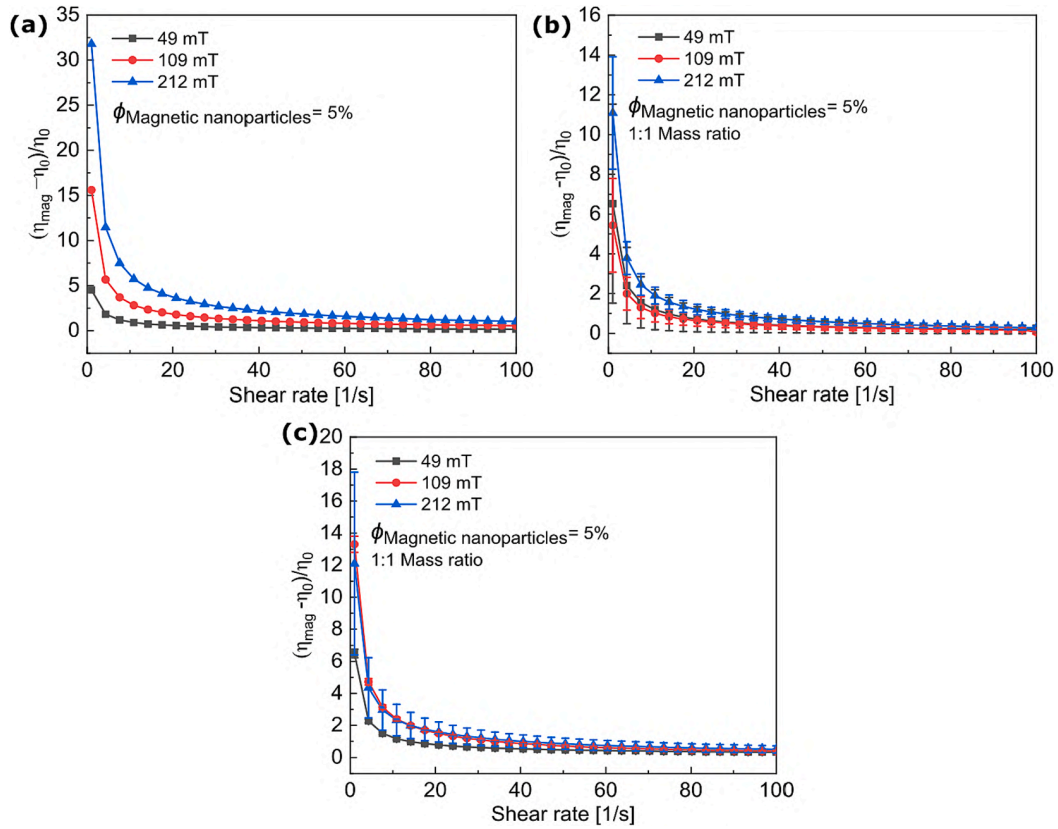 (a)
35
30
25
20
15
10
5
0
(η_mag –η_0)/η_0
49 mT
109 mT
212 mT
ϕ_Magnetic nanoparticles = 5%
0 20 40 60 80 100
Shear rate [1/s]
(b)
16
14
12
10
8
6
4
2
0
(η_mag -η_0)/η_0
49 mT
109 mT
212 mT
ϕ_Magnetic nanoparticles = 5%
1:1 Mass ratio
0 20 40 60 80 100
Shear rate [1/s]
(c)
20
18
16
14
12
10
8
6
4
2
0
(η_mag -η_0)/η_0
49 mT
109 mT
212 mT
ϕ_Magnetic nanoparticles = 5%
1:1 Mass ratio
0 20 40 60 80 100
Shear rate [1/s]